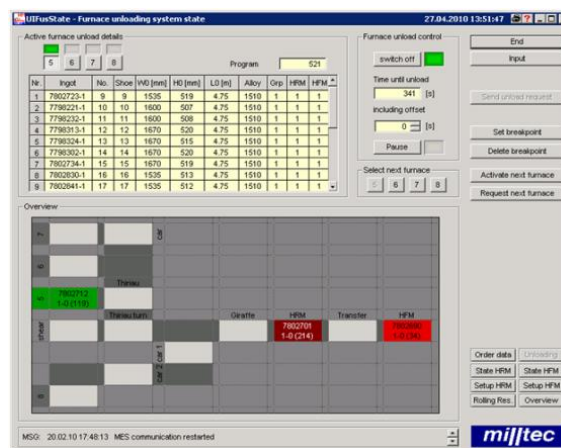 UIFusState - Furnace unloading system state 27.04.2010 13:51:47
Active furnace unload details
5 6 7 8
Program 521
Nr. Ingot No. Shoe W0 [mm] H0 [mm] L0 [m] Alloy Grp HRM HFM
1 7802723-1 9 9 1535 519 4.75 1510 1 1 1
2 7798221-1 10 10 1600 507 4.75 1510 1 1 1
3 7798232-1 11 11 1600 508 4.75 1510 1 1 1
4 7798313-1 12 12 1670 520 4.75 1510 1 1 1
5 7798324-1 13 13 1670 515 4.75 1510 1 1 1
6 7798302-1 14 14 1670 520 4.75 1510 1 1 1
7 7802734-1 15 15 1670 519 4.75 1510 1 1 1
8 7802830-1 16 16 1535 513 4.75 1510 1 1 1
9 7802841-1 17 17 1535 512 4.75 1510 1 1 1
Furnace unload control
switch off
Time until unload
341 [s]
including offset
0 [s]
Pause
Select next furnace
5 6 7 8
End
Input
Send unload request
Set breakpoint
Delete breakpoint
Activate next furnace
Request next furnace
Overview
7
car
6
Thinau
5
7802712
1-0 (119)
Thinau turn
shear
Giraffe
HRM
Transfer
HFM
7802701
1-0 (214)
1-0 (34)
car 1
car 2
8
Order data Unloading
State HRM State HFM
Setup HRM Setup HFM
Rolling Res. Overview
MSG: 20.02.10 17:48:13 MES communication restarted
milltec